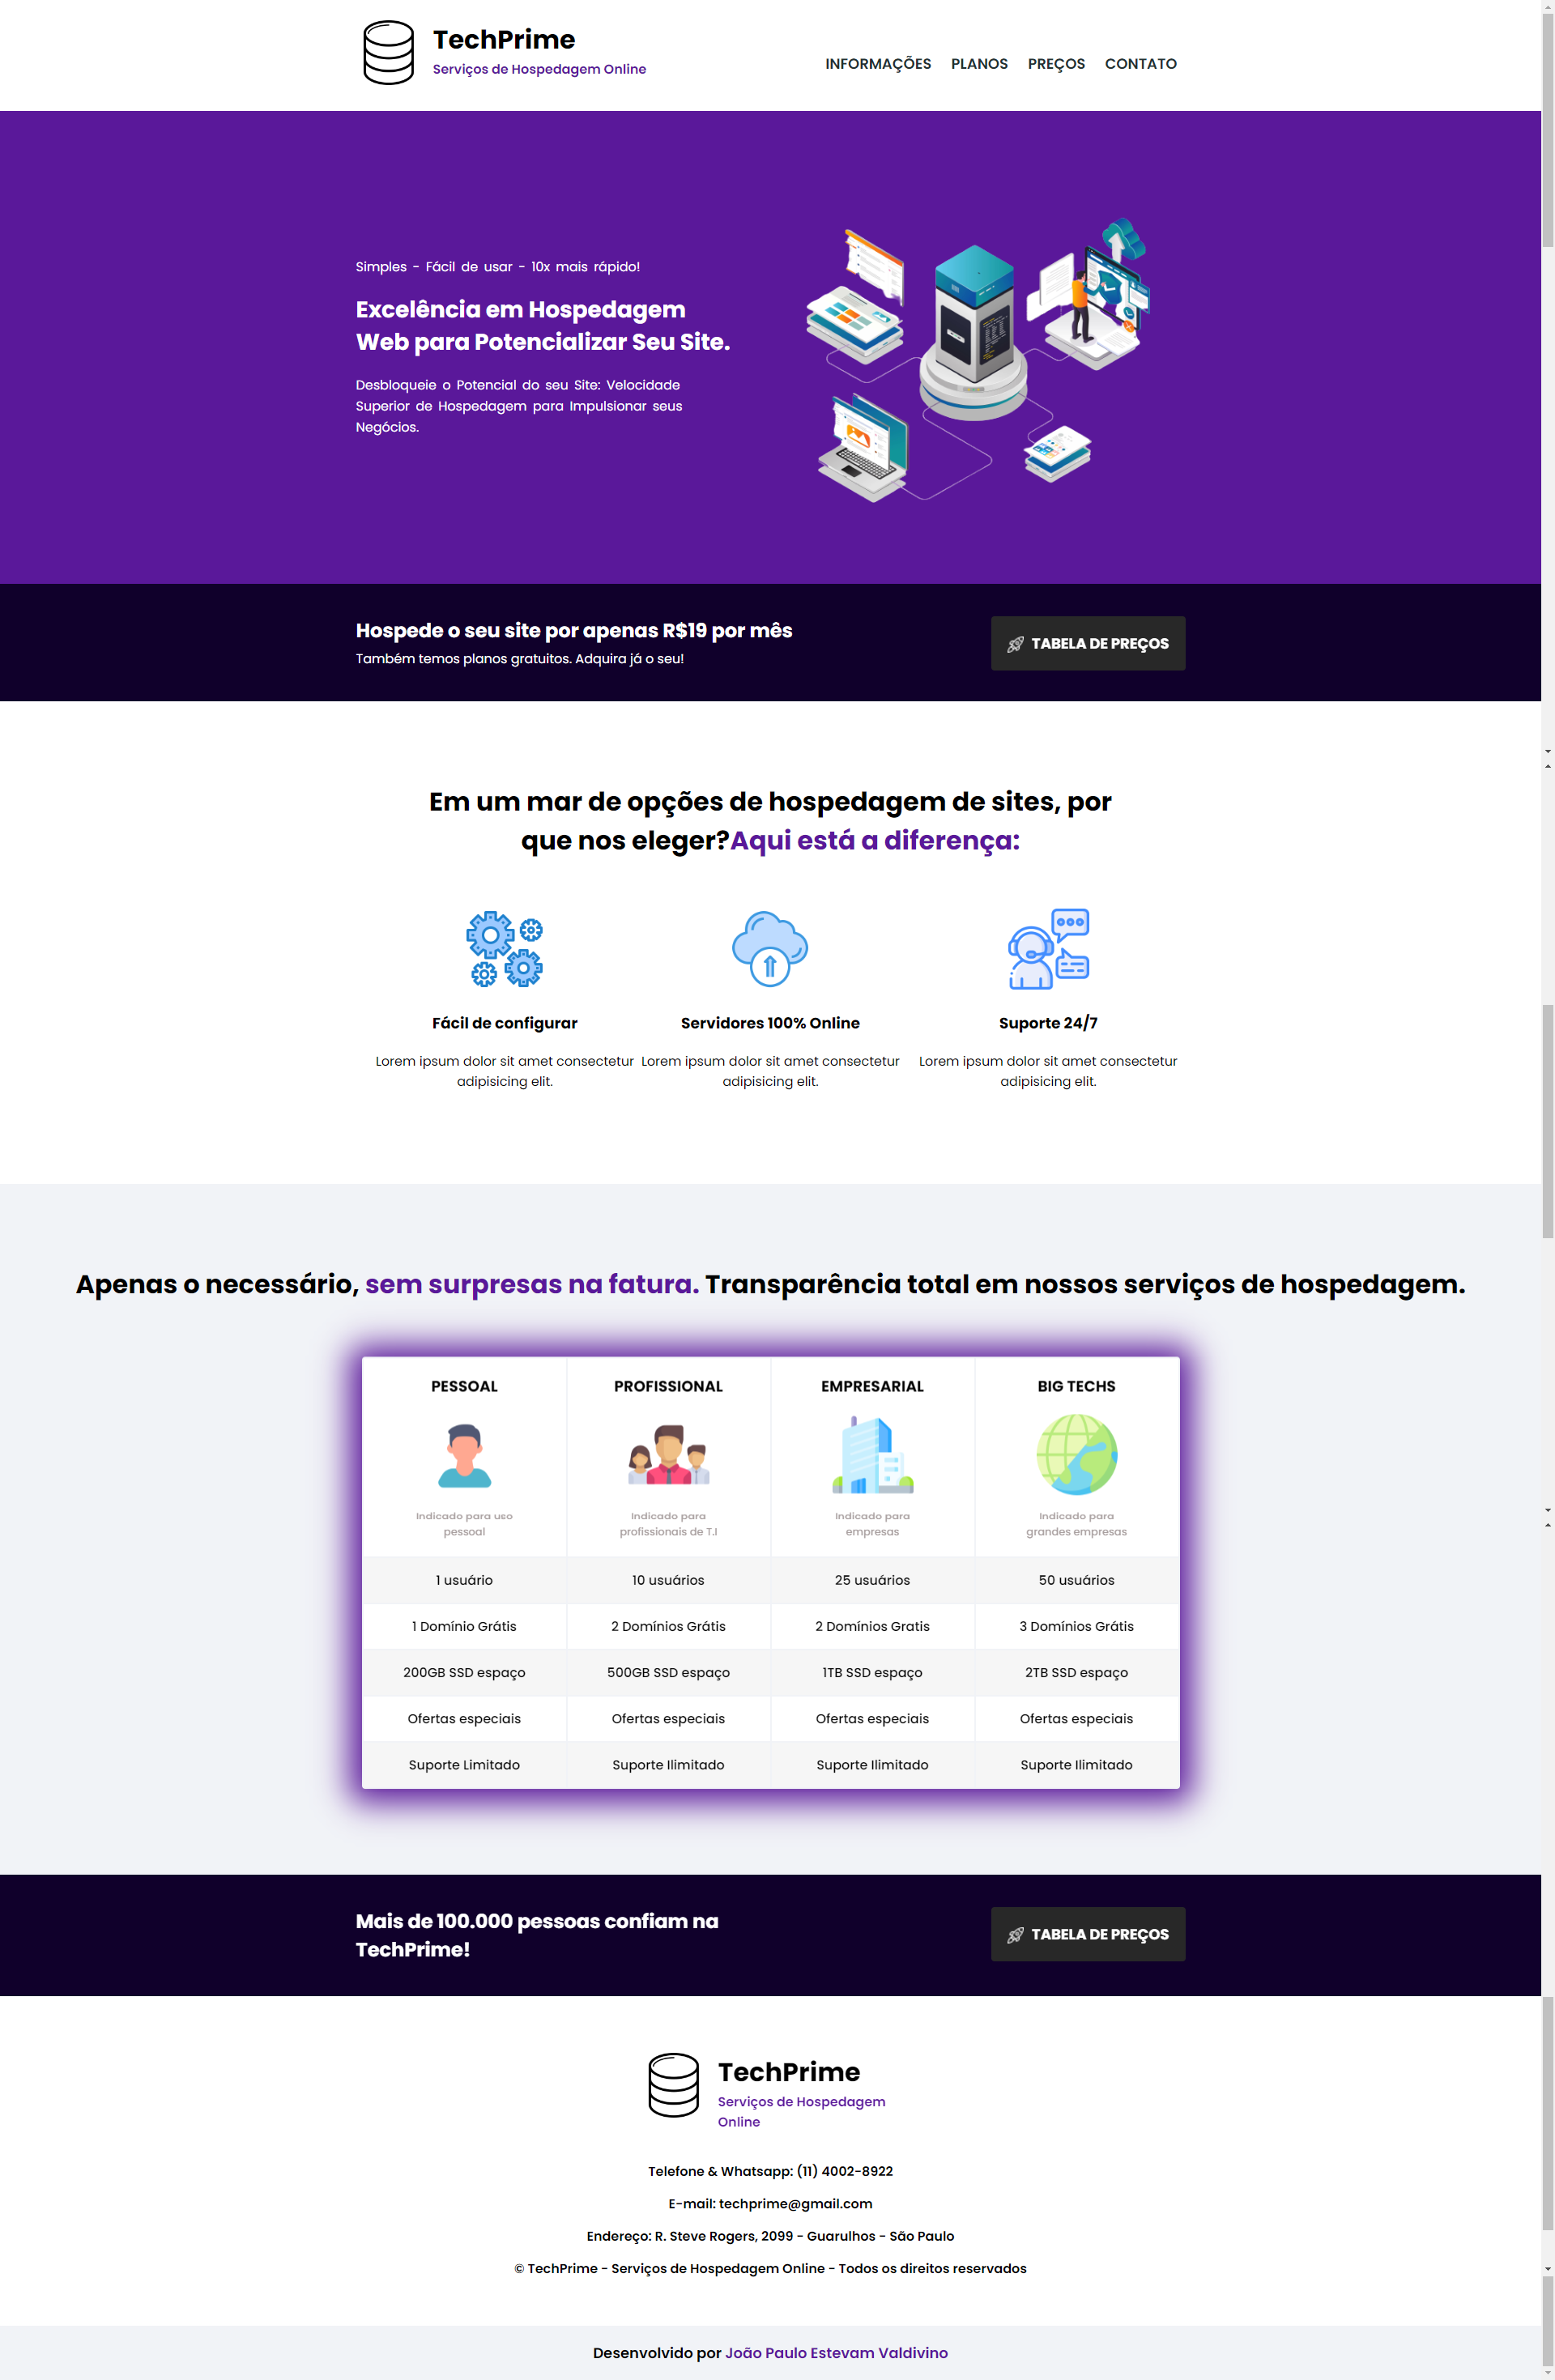 TechPrime
Serviços de Hospedagem Online
INFORMAÇÕES PLANOS PREÇOS CONTATO
Simples - Fácil de usar - 10x mais rápido!
Excelência em Hospedagem
Web para Potencializar Seu Site.
Desbloqueie o Potencial do seu Site: Velocidade
Superior de Hospedagem para Impulsionar seus
Negócios.
Hospede o seu site por apenas R$19 por mês
Também temos planos gratuitos. Adquira já o seu!
TABELA DE PREÇOS
Em um mar de opções de hospedagem de sites, por
que nos eleger?Aqui está a diferença:
Fácil de configurar
Lorem ipsum dolor sit amet consectetur
adipisicing elit.
Servidores 100% Online
Lorem ipsum dolor sit amet consectetur
adipisicing elit.
Suporte 24/7
Lorem ipsum dolor sit amet consectetur
adipisicing elit.
Apenas o necessário, sem surpresas na fatura. Transparência total em nossos serviços de hospedagem.
PESSOAL PROFISSIONAL EMPRESARIAL BIG TECHS
Indicado para uso Indicado para Indicado para Indicado para
pessoal profissionais de T.I empresas grandes empresas
1 usuário 10 usuários 25 usuários 50 usuários
1 Domínio Grátis 2 Domínios Grátis 2 Domínios Gratis 3 Domínios Grátis
200GB SSD espaço 500GB SSD espaço 1TB SSD espaço 2TB SSD espaço
Ofertas especiais Ofertas especiais Ofertas especiais Ofertas especiais
Suporte Limitado Suporte Ilimitado Suporte Ilimitado Suporte Ilimitado
Mais de 100.000 pessoas confiam na
TechPrime!
TABELA DE PREÇOS
TechPrime
Serviços de Hospedagem
Online
Telefone & Whatsapp: (11) 4002-8922
E-mail: techprime@gmail.com
Endereço: R. Steve Rogers, 2099 - Guarulhos - São Paulo
© TechPrime - Serviços de Hospedagem Online - Todos os direitos reservados
Desenvolvido por João Paulo Estevam Valdivino